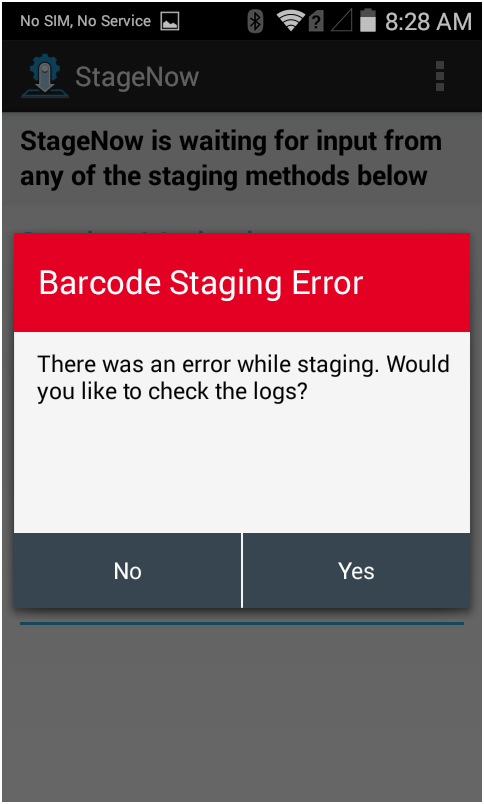 No SIM, No Service
8:28 AM
StageNow
StageNow is waiting for input from
any of the staging methods below
Barcode Staging Error
There was an error while staging. Would
you like to check the logs?
No
Yes